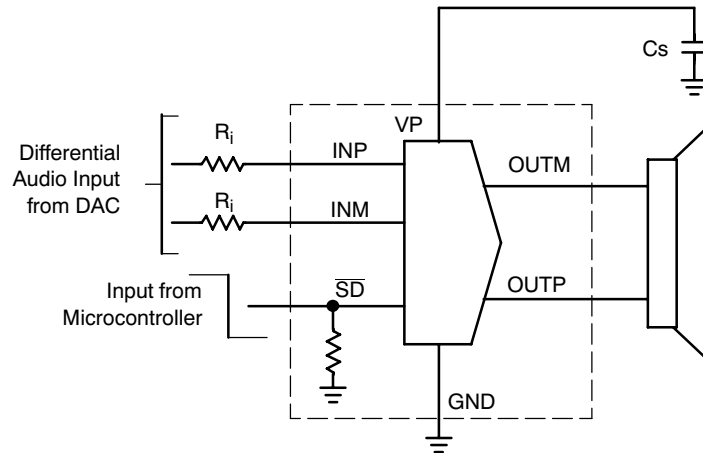 Cs
VP
Differential
Audio Input
from DAC
Ri
INP
OUTM
Ri
INM
Input from
Microcontroller
SD
OUTP
GND